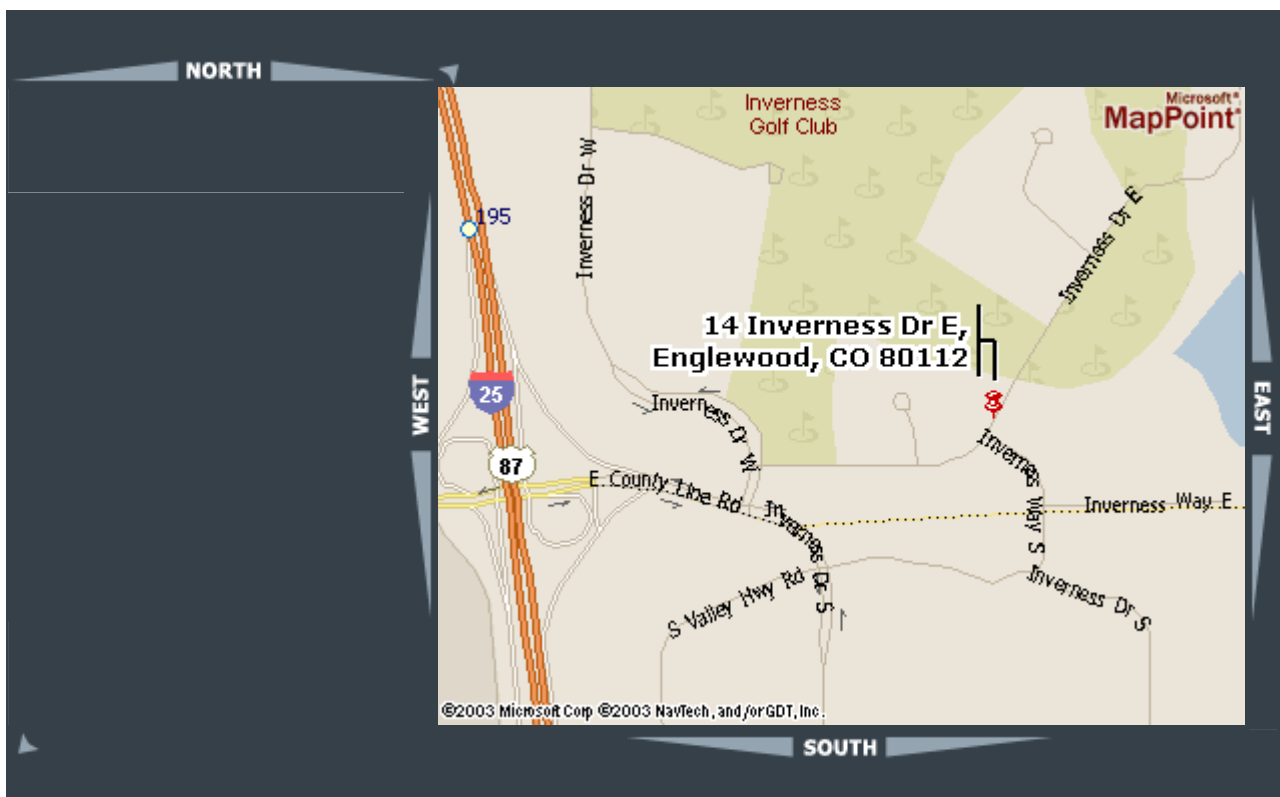 NORTH
Inverness
Golf Club
Microsoft®
MapPoint®
Inverness Dr W
195
Inverness Dr E
14 Inverness Dr E,
Englewood, CO 80112
25
WEST
EAST
Inverness Dr W
Inverness Way S
87
E. County Line Rd
Inverness Dr S
Inverness Way E
S Valley Hwy Rd
Inverness Dr S
©2003 Microsoft Corp ©2003 NavTech, and/or GDT, Inc.
SOUTH